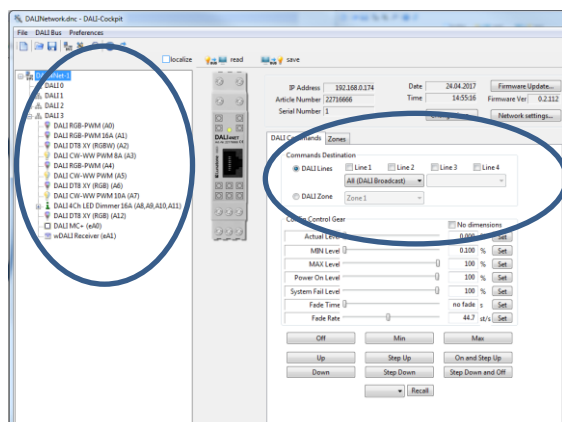 DALINetwork.dnc - DALI-Cockpit
File DALI Bus Preferences
localize read save
DALI 0
DALI 1
DALI 2
DALI 3
DALI RGB-PWM (A0)
DALI RGB-PWM 16A (A1)
DALI DT8 XY (RGBW) (A2)
DALI CW-WW PWM 8A (A3)
DALI RGB-PWM (A4)
DALI CW-WW PWM (A5)
DALI DT8 XY (RGB) (A6)
DALI CW-WW PWM 10A (A7)
DALI 4Ch LED Dimmer 16A (A8,A9,A10,A11)
DALI DT8 XY (RGB) (A12)
DALI MC+ (eA0)
wDALI Receiver (eA1)
IP Address 192.168.0.174 Date 24.04.2017 Firmware Update...
Article Number 22716666 Time 14:55:16 Firmware Ver 0.2.112
Serial Number 1 Network settings...
DALI Commands Zones
Commands Destination
DALI Lines Line 1 Line 2 Line 3 Line 4
All (DALI Broadcast)
DALI Zone Zone 1
Config Control Gear
No dimensions
Actual Level 0.000 Set
MIN Level 0.100 % Set
MAX Level 100 % Set
Power On Level 100 % Set
System Fail Level 100 % Set
Fade Time no fade s Set
Fade Rate 44.7 st/s Set
Off Min Max
Up Step Up On and Step Up
Down Step Down Step Down and Off
Recall